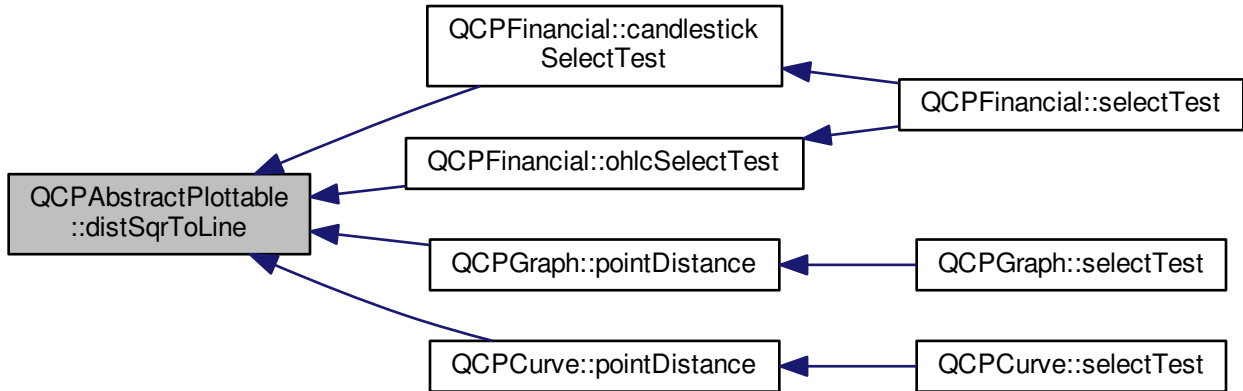 QCPFinancial::candlestick
SelectTest
QCPFinancial::selectTest
QCPFinancial::ohlcSelectTest
QCPAbstractPlottable
::distSqrToLine
QCPGraph::pointDistance
QCPGraph::selectTest
QCPCurve::pointDistance
QCPCurve::selectTest